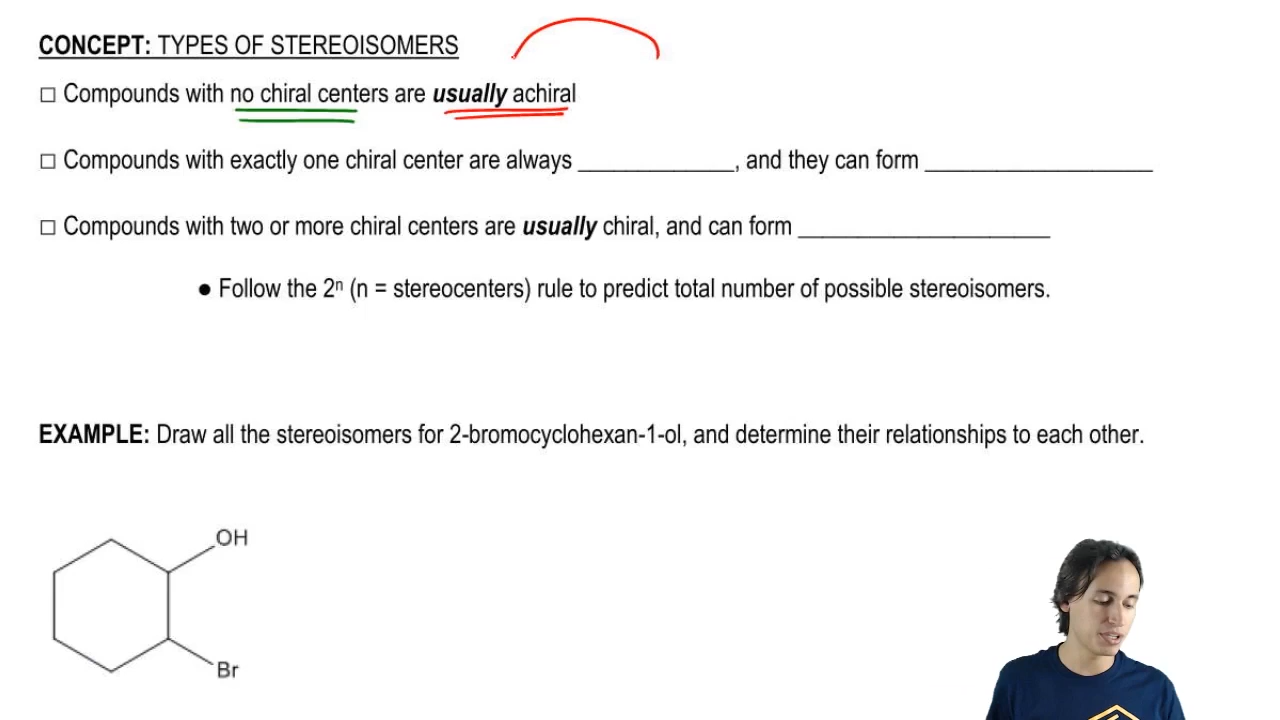 CONCEPT: TYPES OF STEREOISOMERS
□ Compounds with no chiral centers are usually achiral
□ Compounds with exactly one chiral center are always ____________, and they can form __________________
□ Compounds with two or more chiral centers are usually chiral, and can form ____________________
● Follow the 2ⁿ (n = stereocenters) rule to predict total number of possible stereoisomers.
EXAMPLE: Draw all the stereoisomers for 2-bromocyclohexan-1-ol, and determine their relationships to each other.
OH
Br